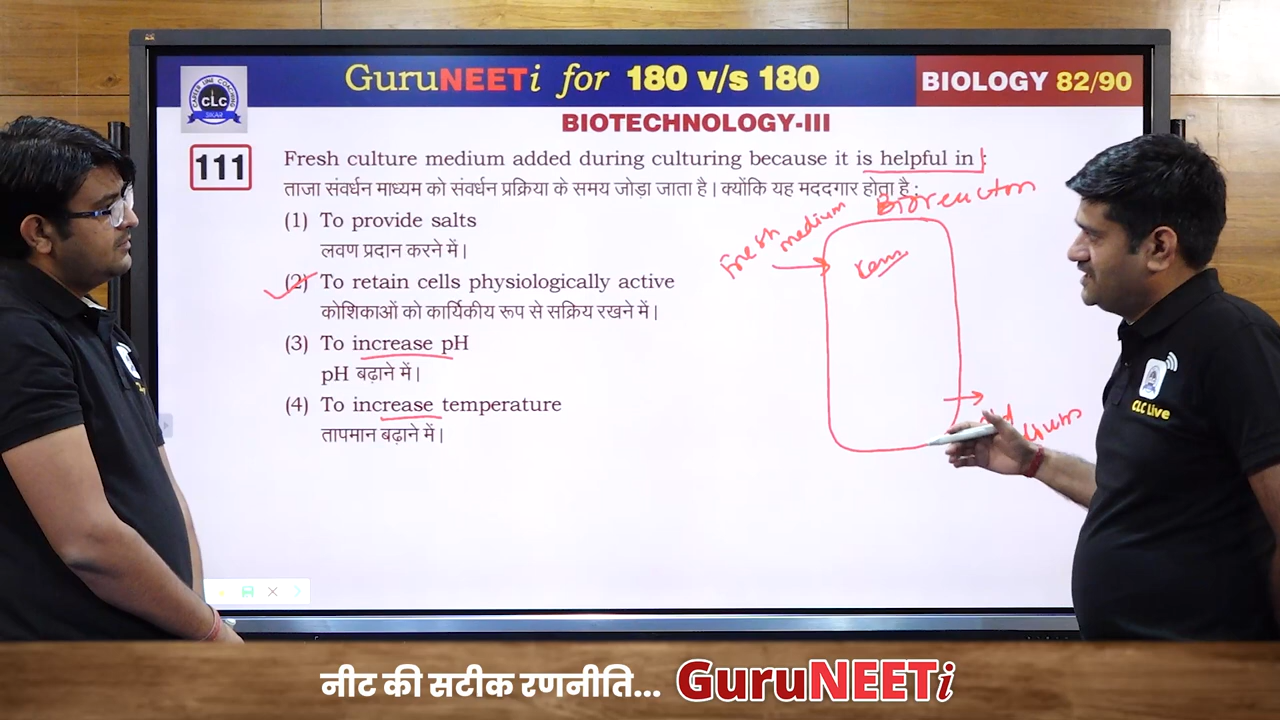 GuruNEETi for 180 v/s 180
BIOLOGY 82/90
CLC
SIKAR
BIOTECHNOLOGY-III
111
Fresh culture medium added during culturing because it is helpful in :
ताजा संवर्धन माध्यम को संवर्धन प्रक्रिया के समय जोड़ा जाता है। क्योंकि यह मददगार होता है :
(1) To provide salts
लवण प्रदान करने में।
(2) To retain cells physiologically active
कोशिकाओं को कार्यिकीय रूप से सक्रिय रखने में।
(3) To increase pH
pH बढ़ाने में।
(4) To increase temperature
तापमान बढ़ाने में।
Bioreactor
Fresh medium
CLC Live
नीट की सटीक रणनीति... GuruNEETi